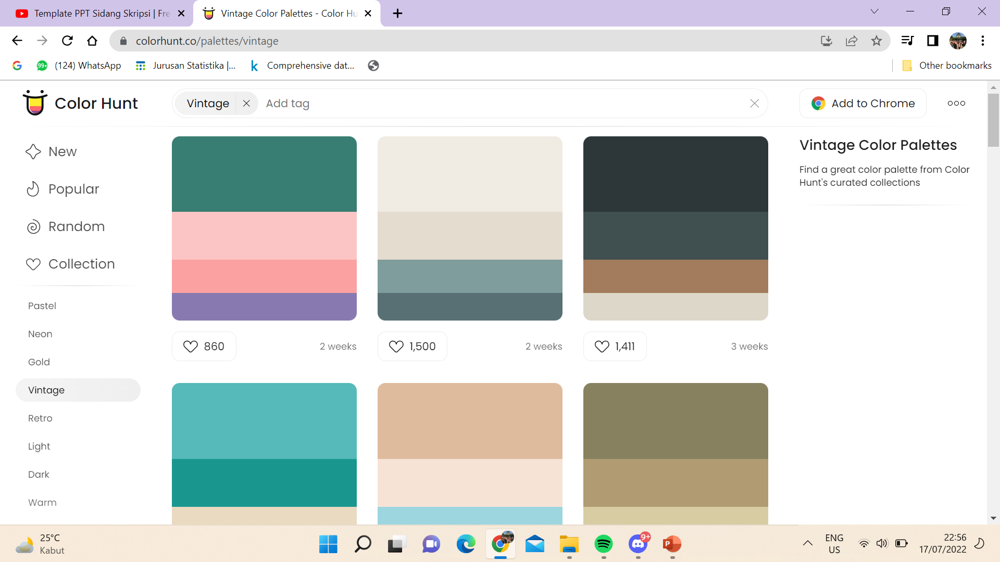 Template PPT Sidang Skripsi | Fre
Vintage Color Palettes - Color Hu
colorhunt.co/palettes/vintage
99+
(124) WhatsApp
Jurusan Statistika |...
Comprehensive dat...
Other bookmarks
Color Hunt
Vintage
Add tag
Add to Chrome
New
Popular
Random
Collection
Pastel
Neon
Gold
Vintage
Retro
Light
Dark
Warm
860
2 weeks
1,500
2 weeks
1,411
3 weeks
Vintage Color Palettes
Find a great color palette from Color
Hunt's curated collections
25°C
Kabut
9+
P
ENG
US
22:56
17/07/2022